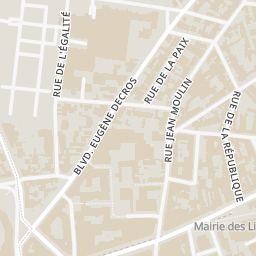 RUE DE L'ÉGALITÉ
BLVD. EUGÈNE DECROS
RUE DE LA PAIX
RUE JEAN MOULIN
RUE DE LA RÉPUBLIQUE
Mairie des Li